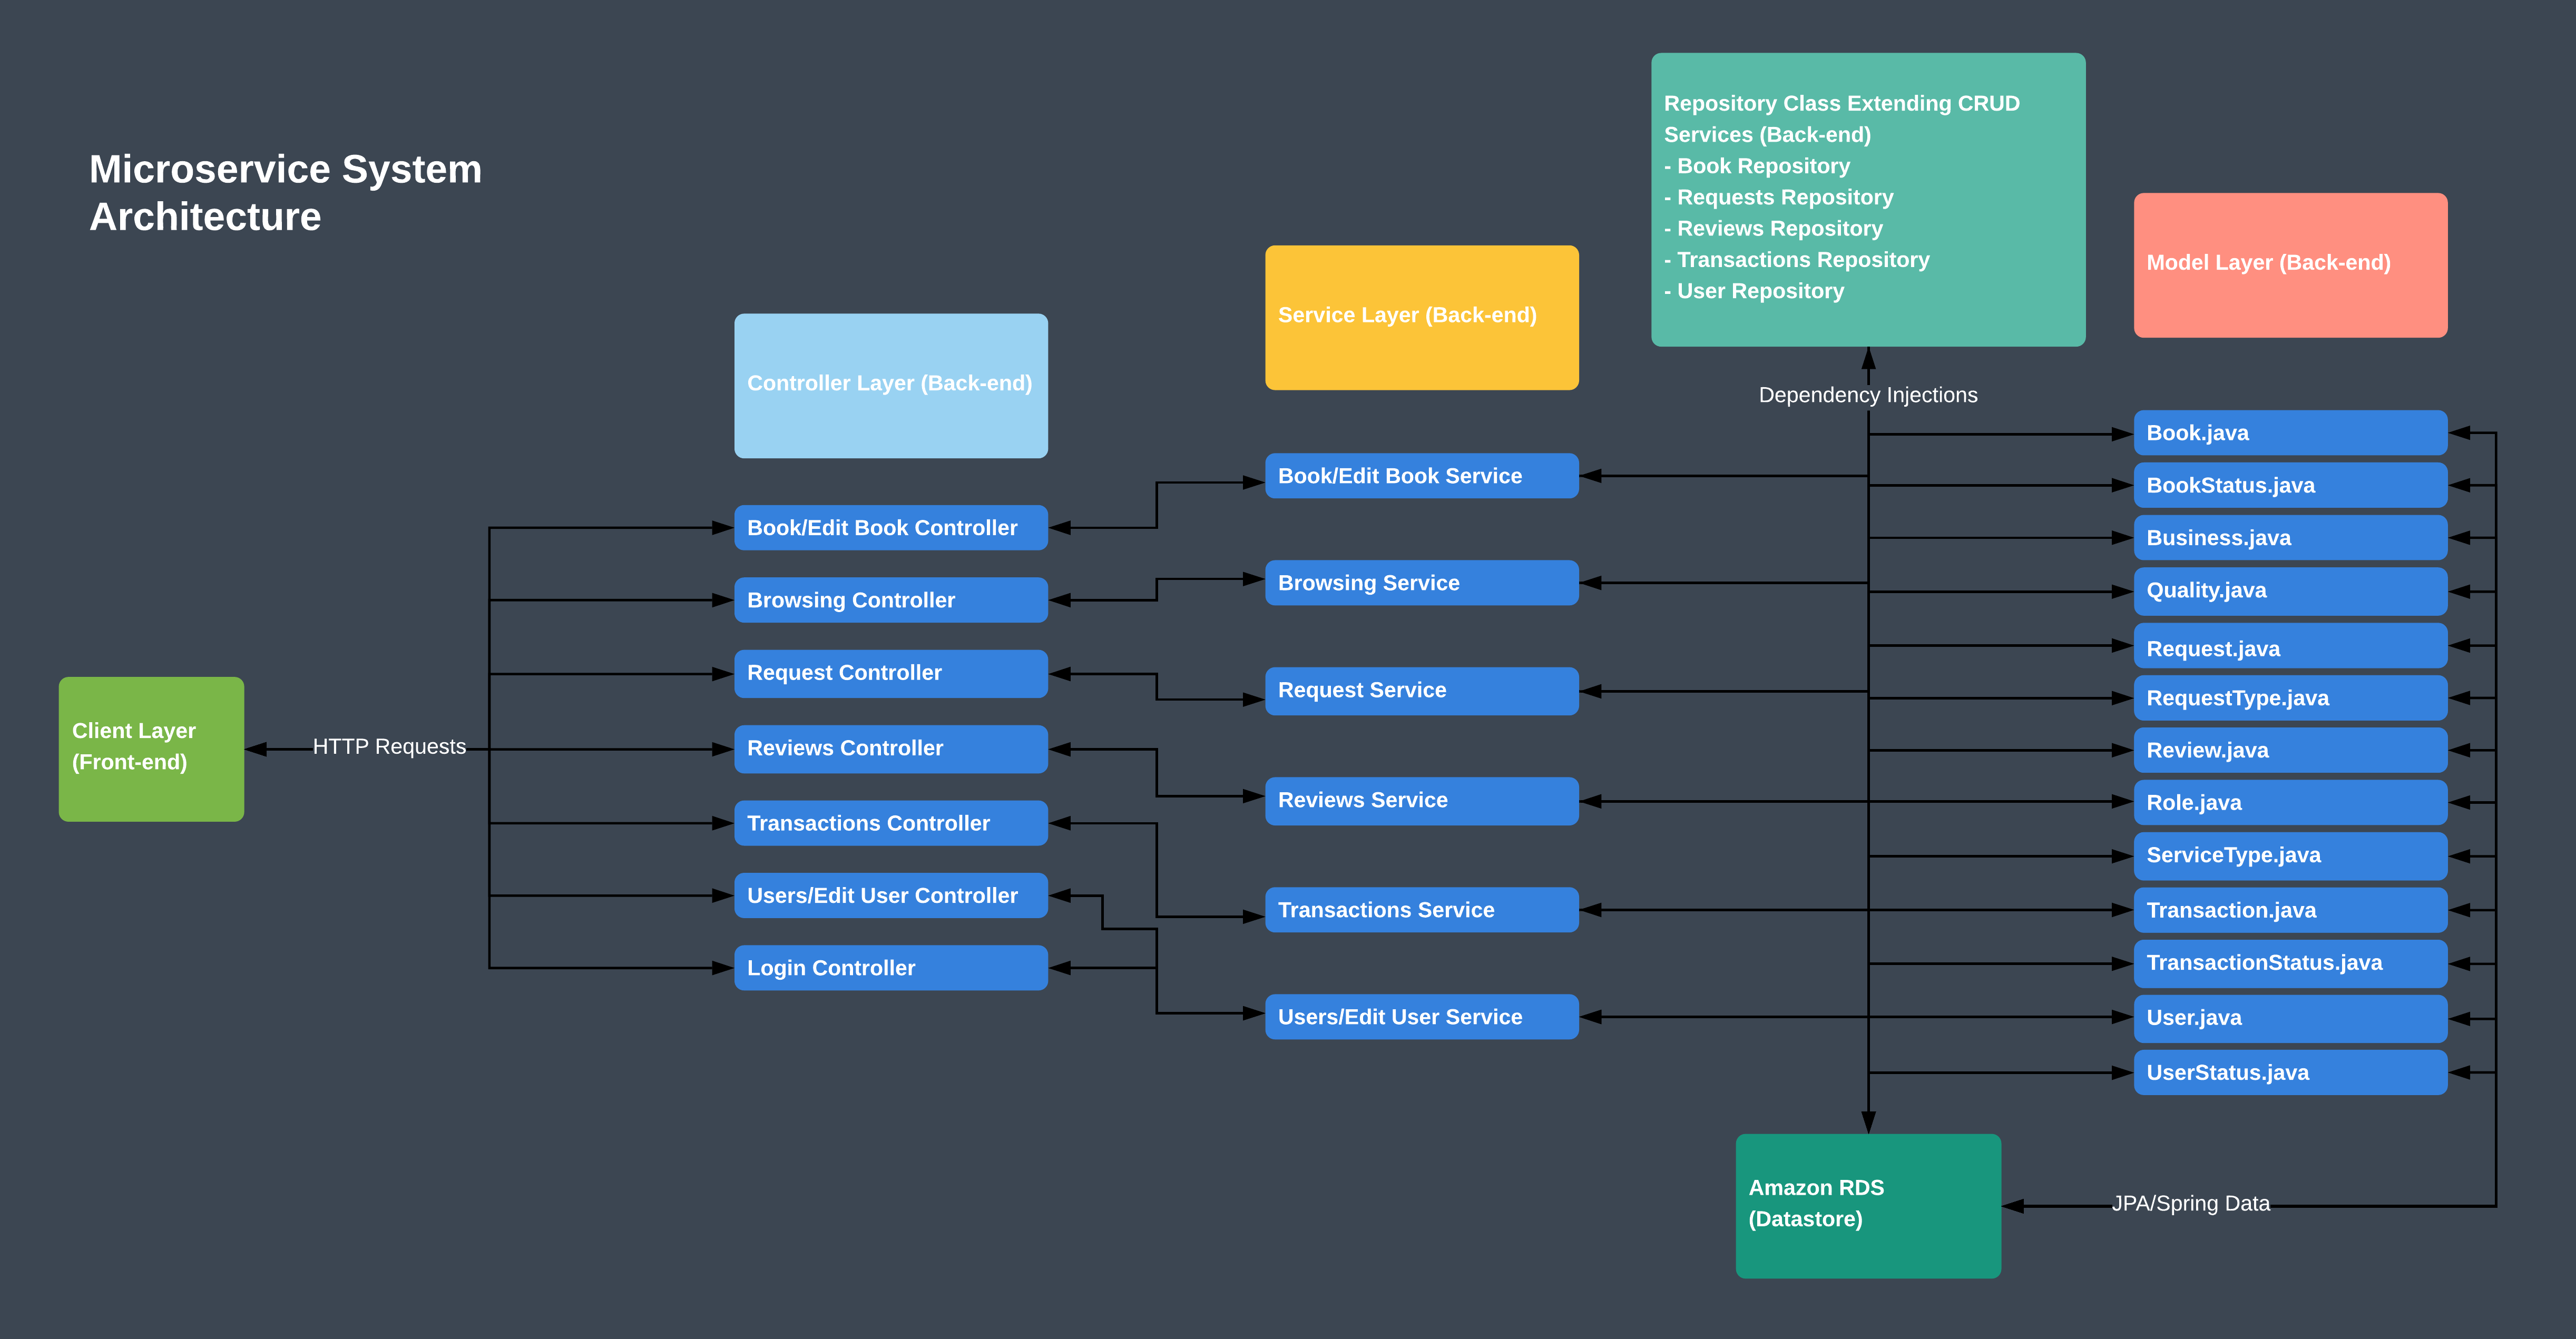 Microservice System
Architecture
Client Layer
(Front-end)
HTTP Requests
Controller Layer (Back-end)
Book/Edit Book Controller
Browsing Controller
Request Controller
Reviews Controller
Transactions Controller
Users/Edit User Controller
Login Controller
Service Layer (Back-end)
Book/Edit Book Service
Browsing Service
Request Service
Reviews Service
Transactions Service
Users/Edit User Service
Repository Class Extending CRUD
Services (Back-end)
- Book Repository
- Requests Repository
- Reviews Repository
- Transactions Repository
- User Repository
Dependency Injections
Model Layer (Back-end)
Book.java
BookStatus.java
Business.java
Quality.java
Request.java
RequestType.java
Review.java
Role.java
ServiceType.java
Transaction.java
TransactionStatus.java
User.java
UserStatus.java
Amazon RDS
(Datastore)
JPA/Spring Data